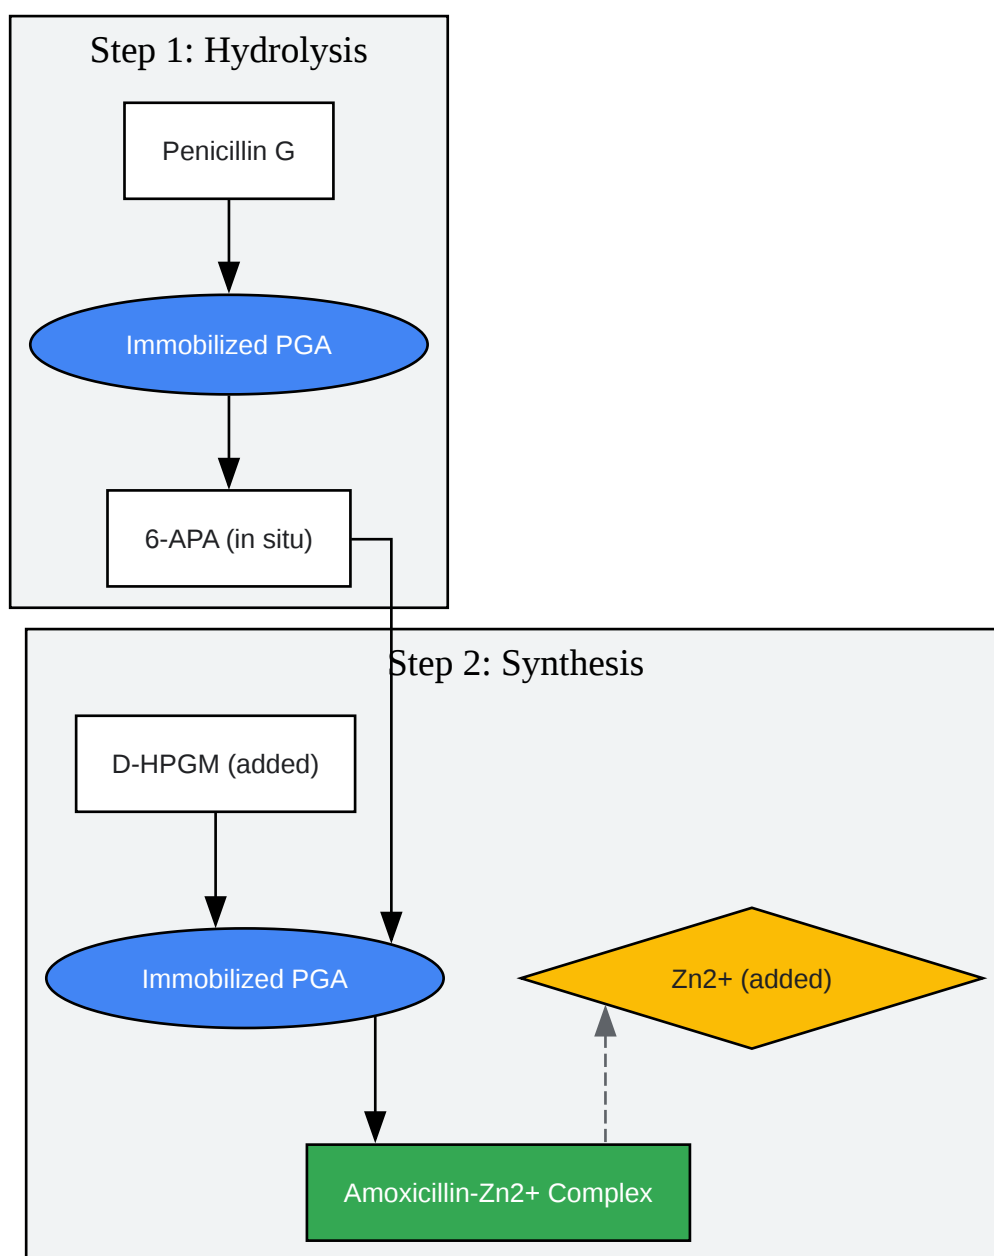 Step 1: Hydrolysis
Penicillin G
Immobilized PGA
6-APA (in situ)
Step 2: Synthesis
D-HPGM (added)
Immobilized PGA
Zn2+ (added)
Amoxicillin-Zn2+ Complex